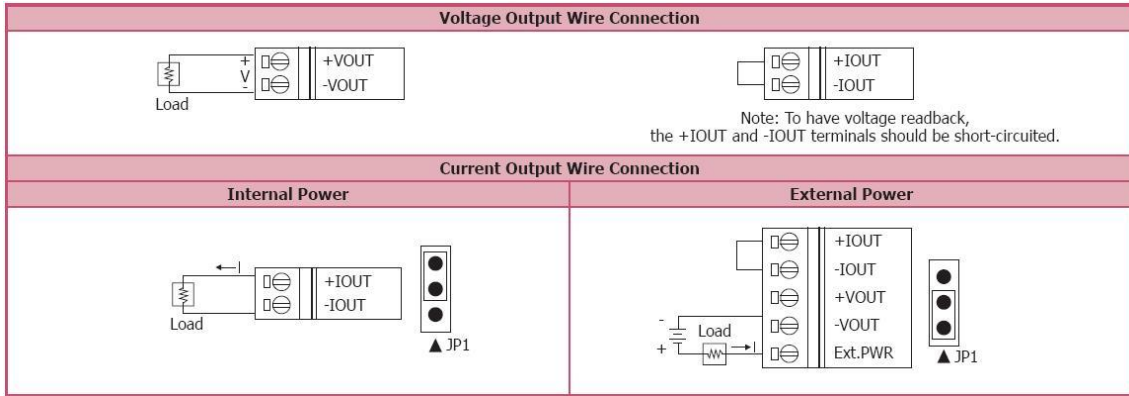 Voltage Output Wire Connection
+
V
-
Load
+VOUT
-VOUT
+IOUT
-IOUT
Note: To have voltage readback,
the +IOUT and -IOUT terminals should be short-circuited.
Current Output Wire Connection
Internal Power
External Power
I
Load
+IOUT
-IOUT
JP1
+IOUT
-IOUT
+VOUT
-VOUT
Ext.PWR
-
+
Load
I
JP1